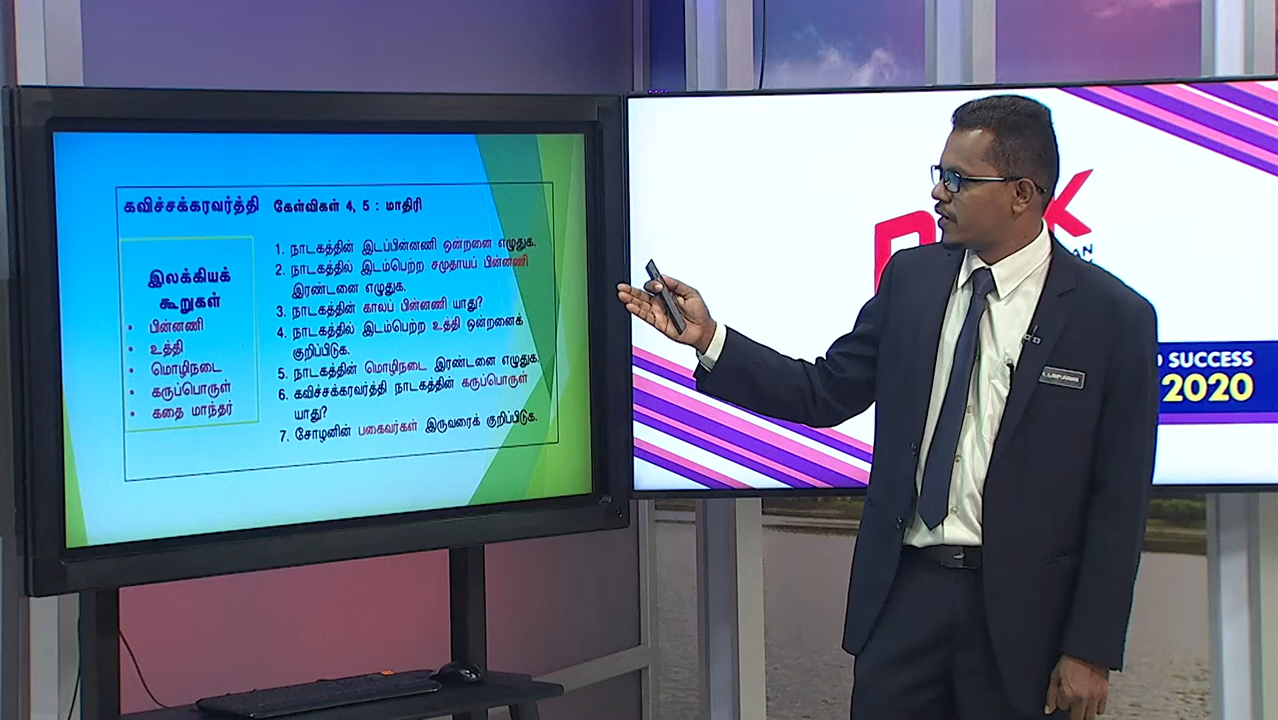 கவிச்சக்கரவர்த்தி கேள்விகள் 4, 5 : மாதிரி
இலக்கியக்
கூறுகள்
• பின்னணி
• உத்தி
• மொழிநடை
• கருப்பொருள்
• கதை மாந்தர்
1. நாடகத்தின் இடப்பின்னணி ஒன்றனை எழுதுக.
2. நாடகத்தில் இடம்பெற்ற சமுதாயப் பின்னணி
இரண்டனை எழுதுக.
3. நாடகத்தின் காலப் பின்னணி யாது?
4. நாடகத்தில் இடம்பெற்ற உத்தி ஒன்றனைக்
குறிப்பிடுக.
5. நாடகத்தின் மொழிநடை இரண்டனை எழுதுக.
6. கவிச்சக்கரவர்த்தி நாடகத்தின் கருப்பொருள்
யாது?
7. சோழனின் பகைவர்கள் இருவரைக் குறிப்பிடுக.
SUCCESS
2020